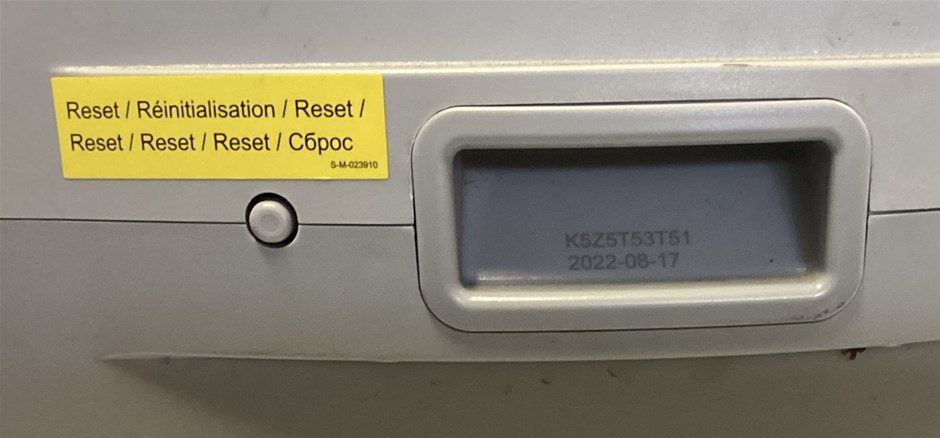 Reset / Réinitialisation / Reset /
Reset / Reset / Reset / Сброс
S-M-023910
K5Z5T53T51
2022-08-17